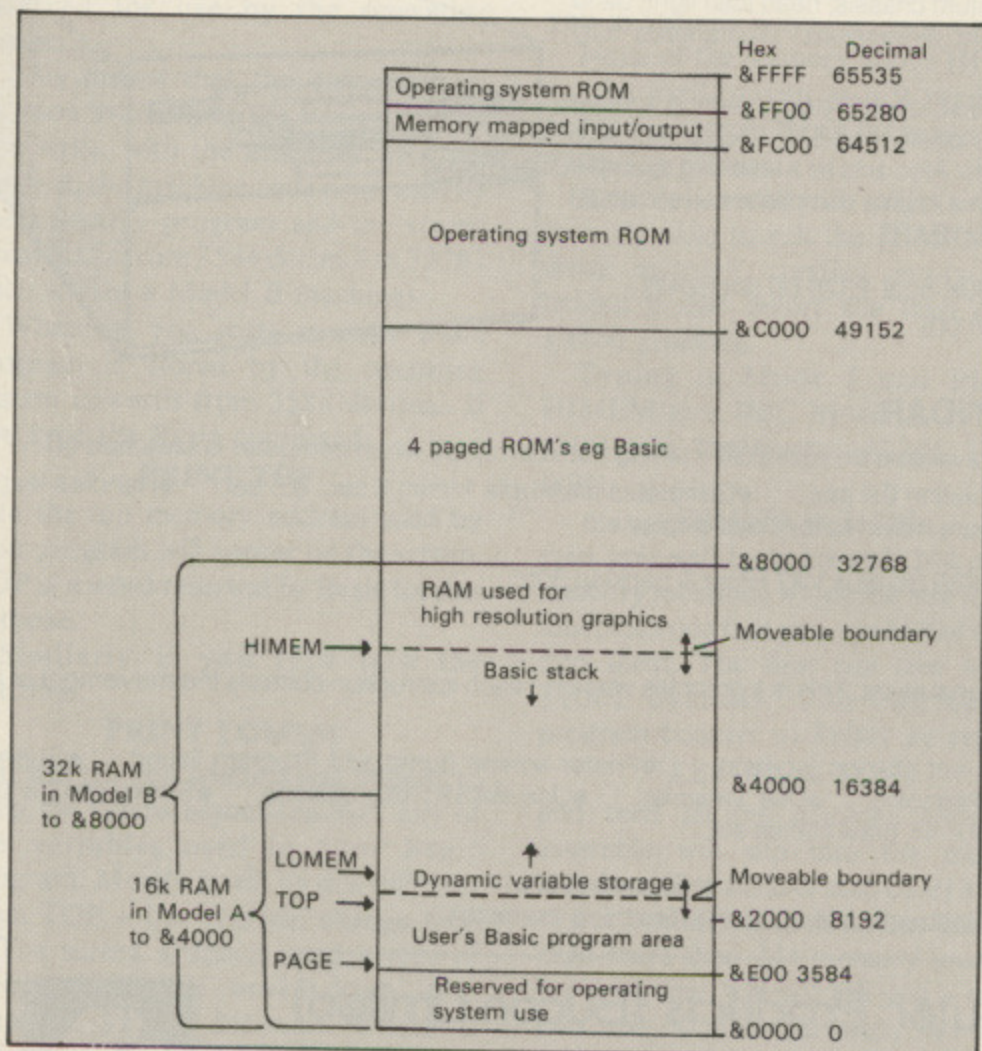 Hex Decimal
&FFFF 65535
Operating system ROM
&FF00 65280
Memory mapped input/output
&FC00 64512
Operating system ROM
&C000 49152
4 paged ROM's eg Basic
&8000 32768
RAM used for
high resolution graphics
Moveable boundary
HIMEM
Basic stack
32k RAM
in Model B
to &8000
&4000 16384
LOMEM
Dynamic variable storage
Moveable boundary
16k RAM
in Model A
to &4000
TOP
&2000 8192
User's Basic program area
PAGE
&E00 3584
Reserved for operating
system use
&0000 0